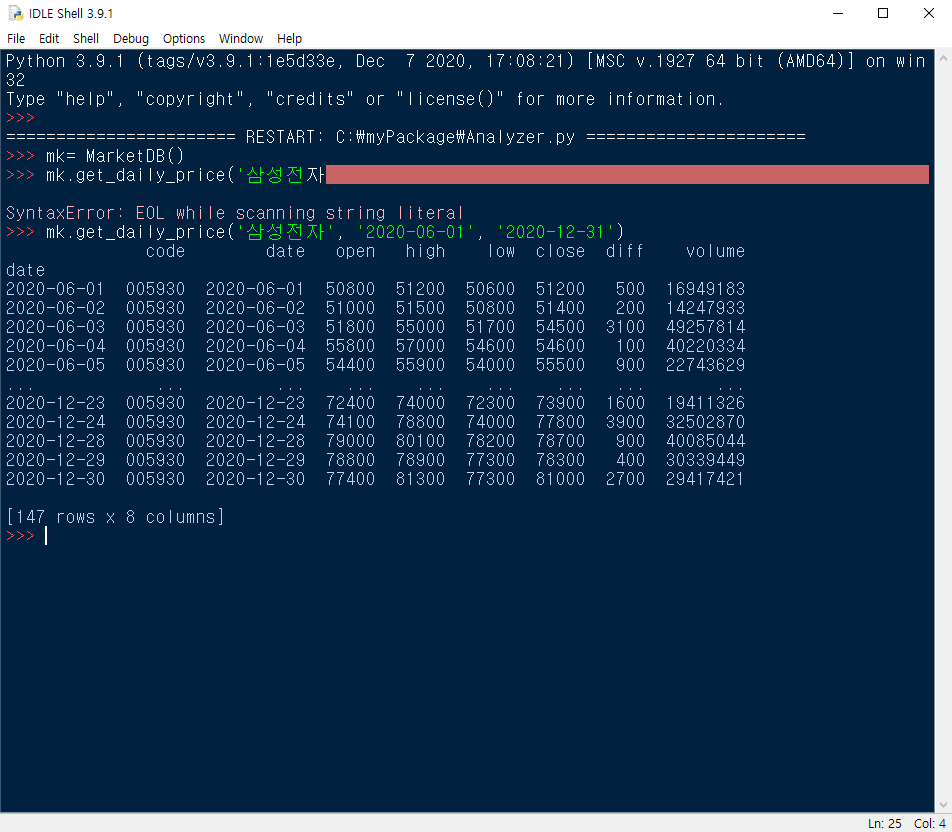 IDLE Shell 3.9.1
File Edit Shell Debug Options Window Help
Python 3.9.1 (tags/v3.9.1:1e5d33e, Dec  7 2020, 17:08:21) [MSC v.1927 64 bit (AMD64)] on win
32
Type "help", "copyright", "credits" or "license()" for more information.
>>>
======================= RESTART: C:₩myPackage₩Analyzer.py ======================
>>> mk= MarketDB()
>>> mk.get_daily_price('삼성전자
SyntaxError: EOL while scanning string literal
>>> mk.get_daily_price('삼성전자', '2020-06-01', '2020-12-31')
code date open high low close diff volume
date
2020-06-01 005930 2020-06-01 50800 51200 50600 51200 500 16949183
2020-06-02 005930 2020-06-02 51000 51500 50800 51400 200 14247933
2020-06-03 005930 2020-06-03 51800 55000 51700 54500 3100 49257814
2020-06-04 005930 2020-06-04 55800 57000 54600 54600 100 40220334
2020-06-05 005930 2020-06-05 54400 55900 54000 55500 900 22743629
... ... ... ... ... ... ... ... ...
2020-12-23 005930 2020-12-23 72400 74000 72300 73900 1600 19411326
2020-12-24 005930 2020-12-24 74100 78800 74000 77800 3900 32502870
2020-12-28 005930 2020-12-28 79000 80100 78200 78700 900 40085044
2020-12-29 005930 2020-12-29 78800 78900 77300 78300 400 30339449
2020-12-30 005930 2020-12-30 77400 81300 77300 81000 2700 29417421
[147 rows x 8 columns]
>>>
Ln: 25 Col: 4